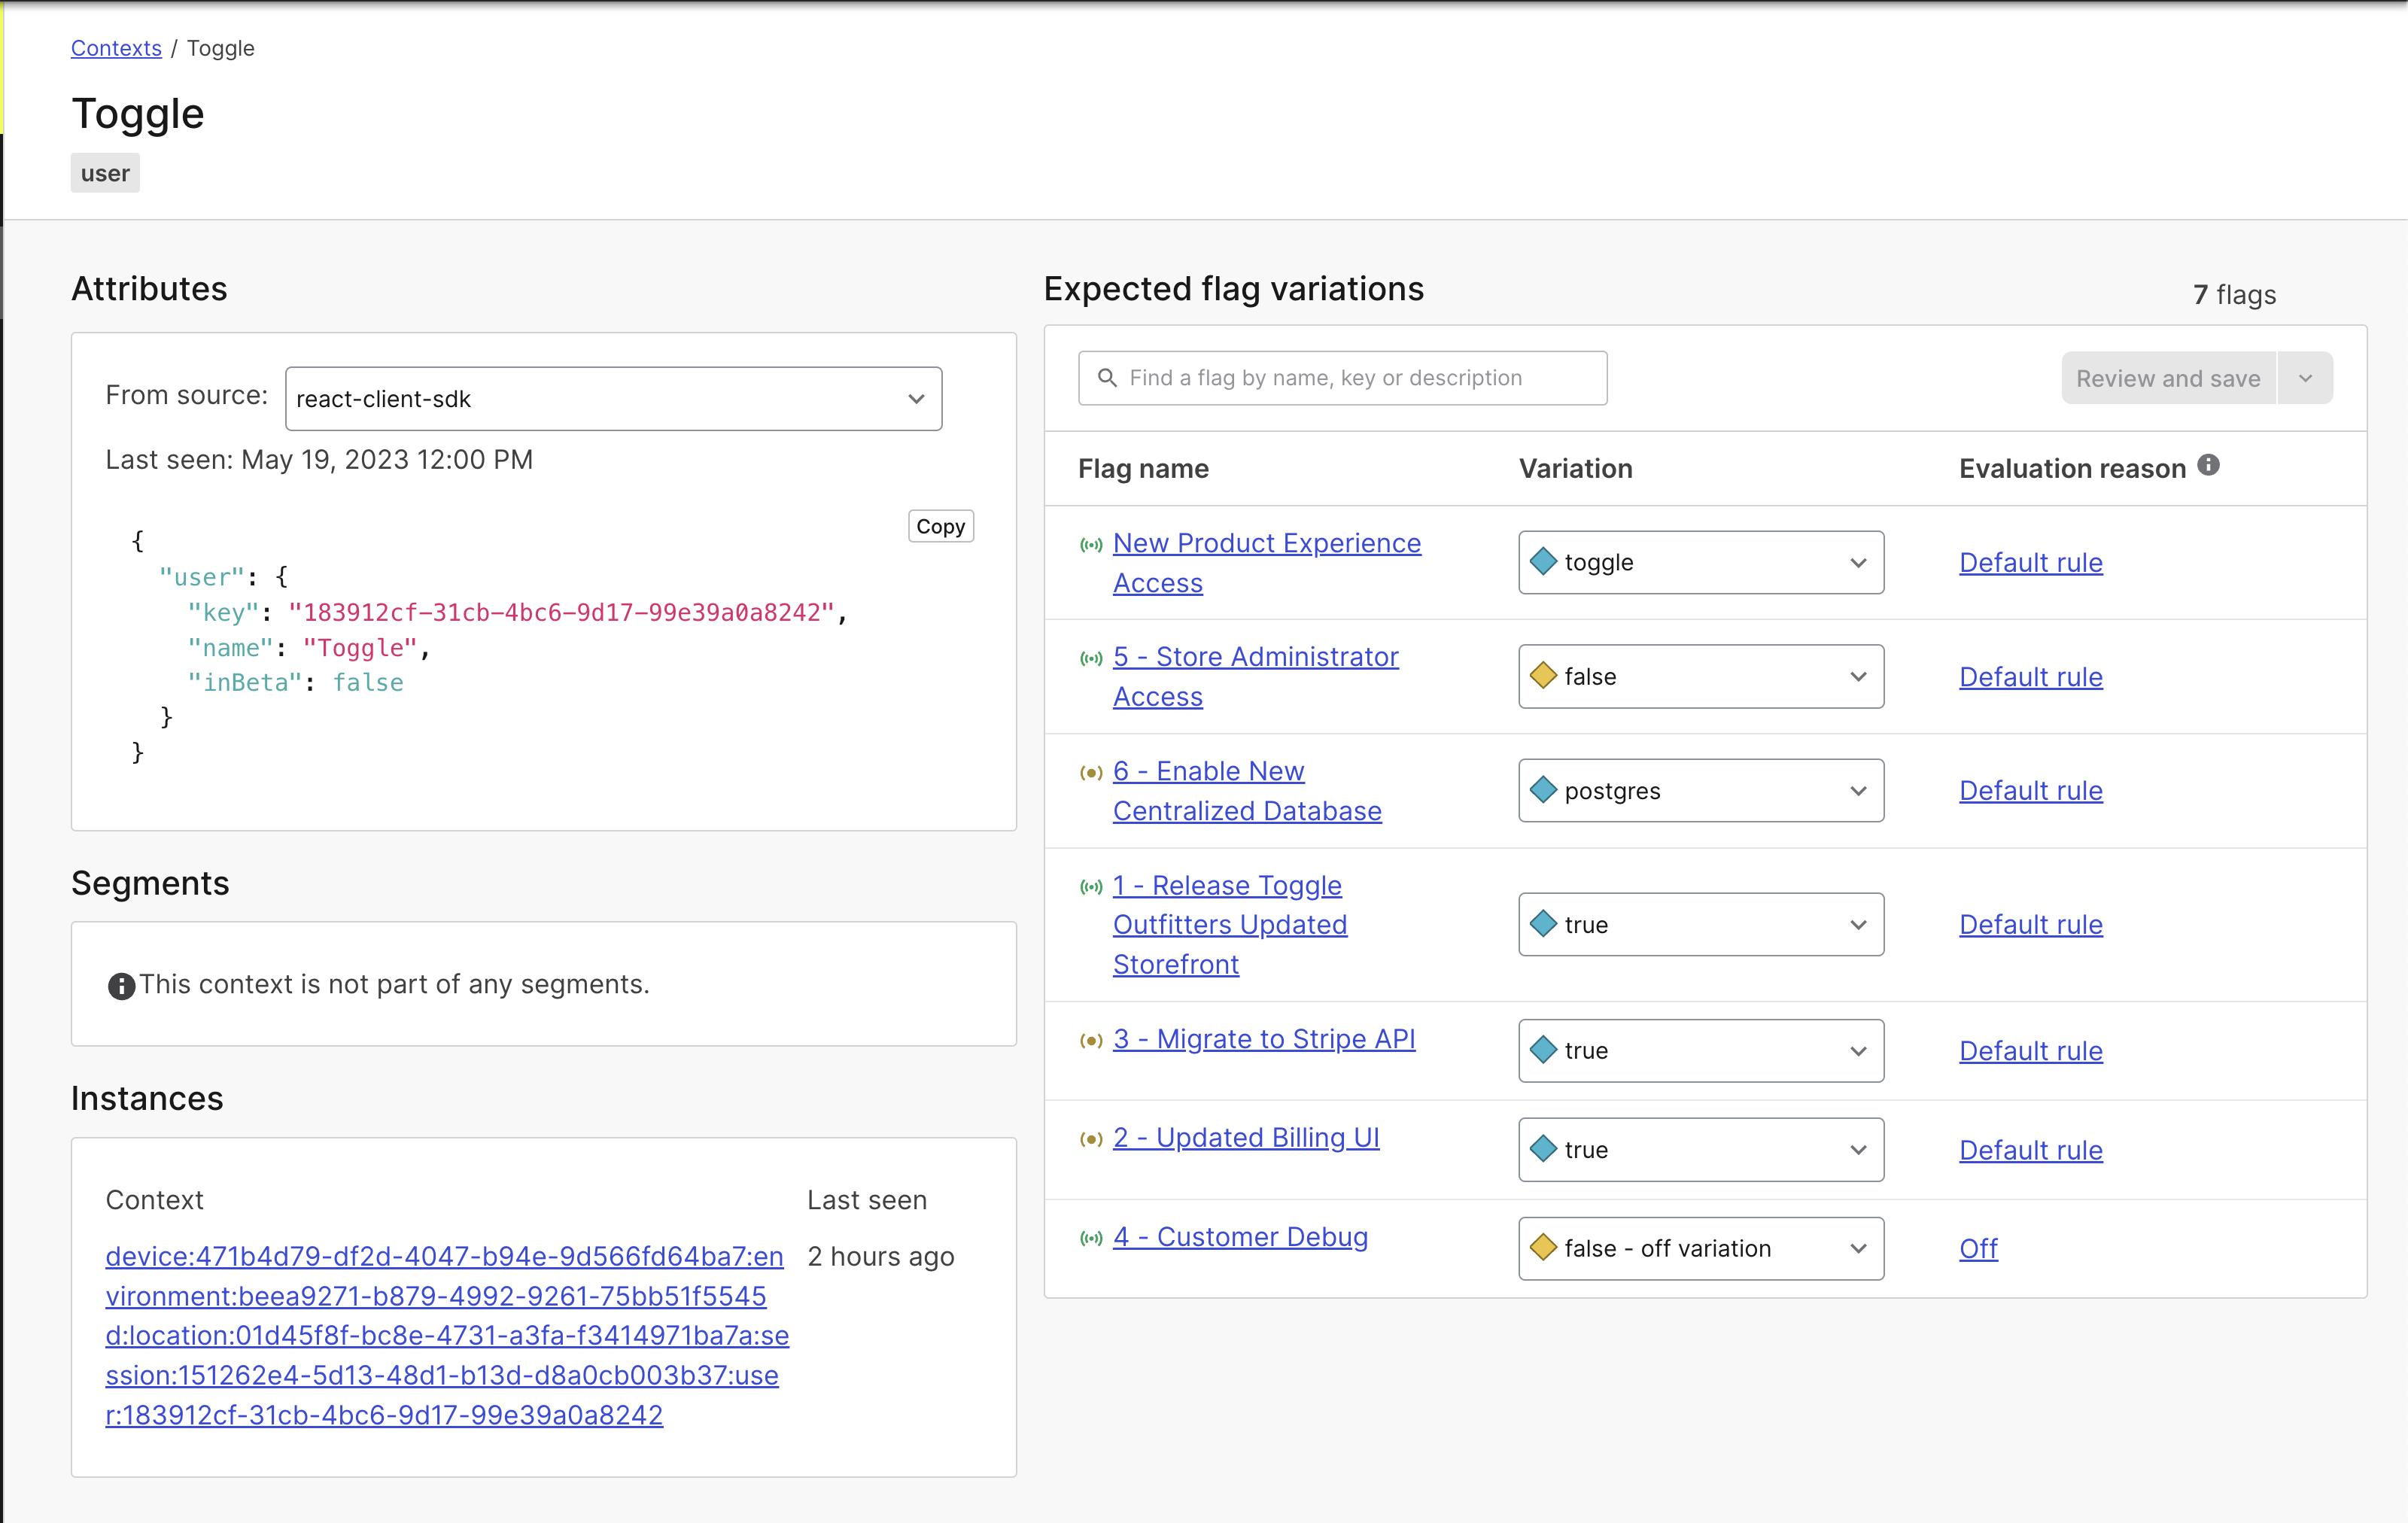 Contexts / Toggle
Toggle
user
Attributes
From source: react-client-sdk
Last seen: May 19, 2023 12:00 PM
Copy
{
"user": {
"key": "183912cf-31cb-4bc6-9d17-99e39a0a8242",
"name": "Toggle",
"inBeta": false
}
}
Segments
This context is not part of any segments.
Instances
Context Last seen
device:471b4d79-df2d-4047-b94e-9d566fd64ba7:en 2 hours ago
vironment:beea9271-b879-4992-9261-75bb51f5545
d:location:01d45f8f-bc8e-4731-a3fa-f3414971ba7a:se
ssion:151262e4-5d13-48d1-b13d-d8a0cb003b37:use
r:183912cf-31cb-4bc6-9d17-99e39a0a8242
Expected flag variations
7 flags
Find a flag by name, key or description
Review and save
Flag name Variation Evaluation reason
New Product Experience
Access
toggle
Default rule
5 - Store Administrator
Access
false
Default rule
6 - Enable New
Centralized Database
postgres
Default rule
1 - Release Toggle
Outfitters Updated
Storefront
true
Default rule
3 - Migrate to Stripe API
true
Default rule
2 - Updated Billing UI
true
Default rule
4 - Customer Debug
false - off variation
Off